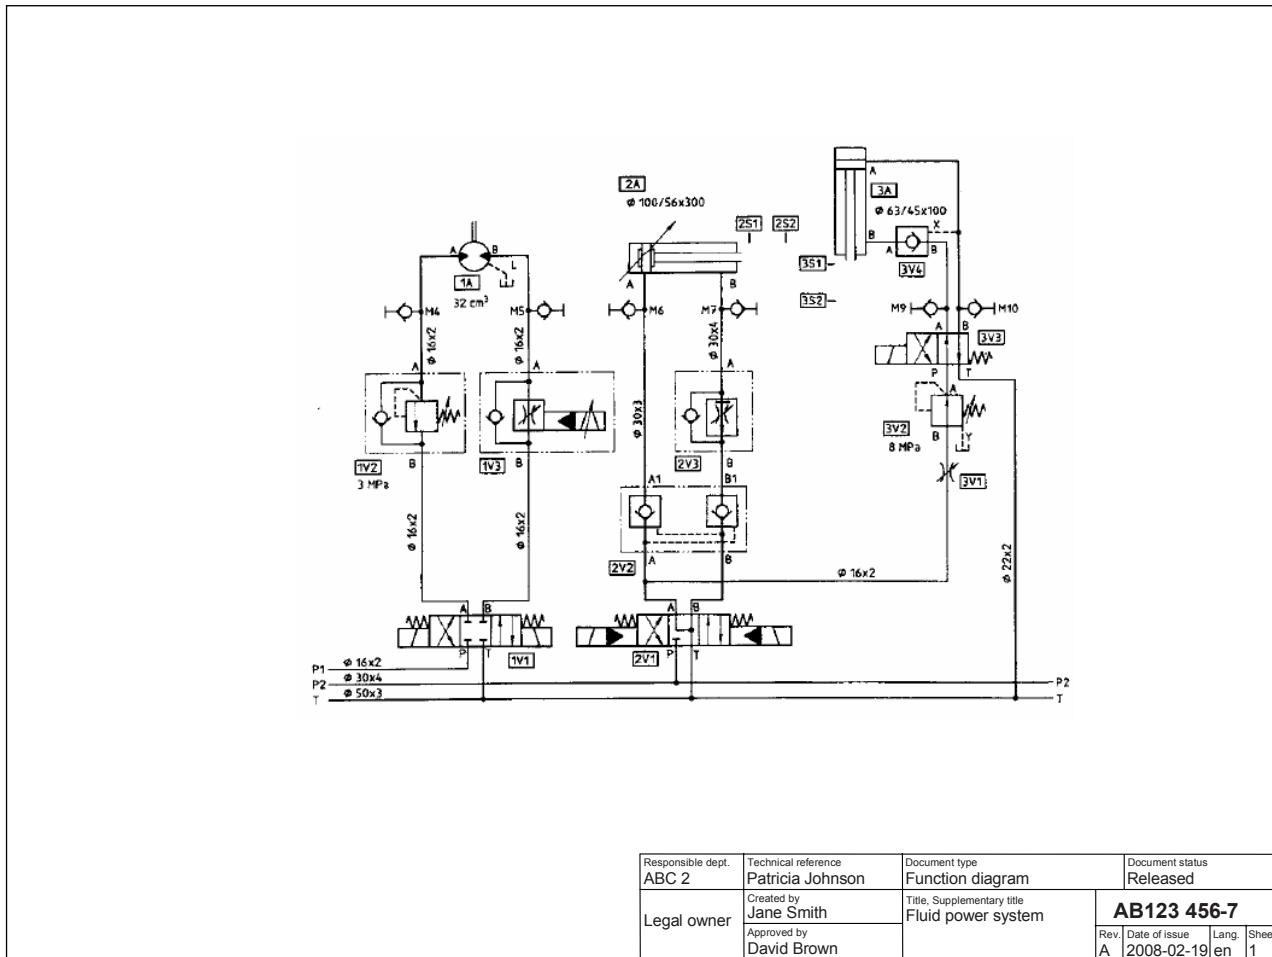 2A
ø 100/56x300
2S1 2S2
A
3A
ø 63/45x100
X
B
A B
3V4
3S1
3S2
A B
L
1A
32 cm³
A B
M4 M5 M6 M7 M9 M10
ø 16x2
ø 16x2
ø 30x4
A B
3V3
P T
A
A
A
A
3V2
8 MPa
B
Y
ø 30x3
1V2
3 MPa
B
1V3
B
2V3
B
3V1
A1 B1
ø 16x2
ø 16x2
2V2
A B
ø 16x2
ø 22x2
A B
A B
P T
1V1
2V1
P T
P1 ø 16x2
P2 ø 30x4 P2
T ø 50x3 T
Responsible dept.
ABC 2
Technical reference
Patricia Johnson
Document type
Function diagram
Document status
Released
Legal owner
Created by
Jane Smith
Approved by
David Brown
Title, Supplementary title
Fluid power system
AB123 456-7
Rev.
A
Date of issue
2008-02-19
Lang.
en
Shee
1